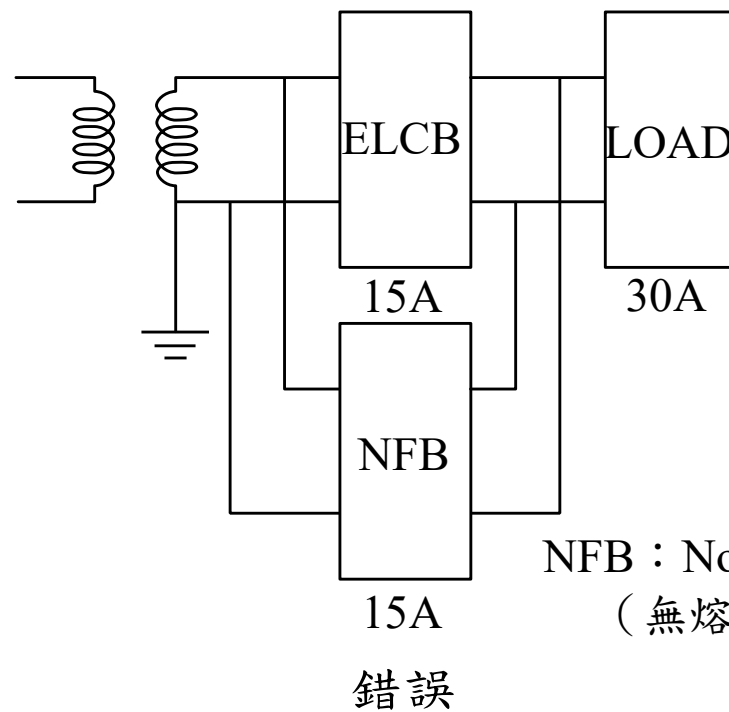 ELCB
LOAD
15A
30A
NFB
NFB：No
（無熔
15A
錯誤